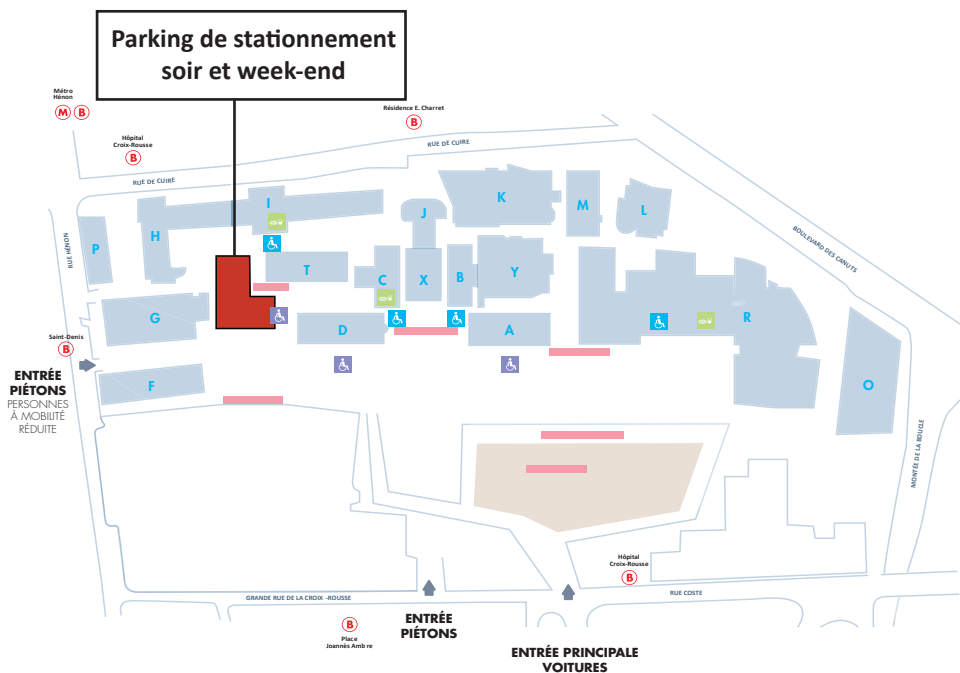 Parking de stationnement
soir et week-end
Métro
Hénon
M B
Hôpital
Croix-Rousse
B
Résidence E. Charret
B
RUE DE CUIRE
RUE DE CUIRE
BOULEVARD DES CANUTS
RUE HÉNON
P
H
I
J
K
M
L
T
C
X
B
Y
G
D
A
R
O
F
Saint-Denis
B
ENTRÉE
PIÉTONS
PERSONNES
À MOBILITÉ
RÉDUITE
MONTÉE DE LA BOUCLE
Hôpital
Croix-Rousse
B
GRANDE RUE DE LA CROIX -ROUSSE
RUE COSTE
B
Place
Joannès Amb re
ENTRÉE
PIÉTONS
ENTRÉE PRINCIPALE
VOITURES